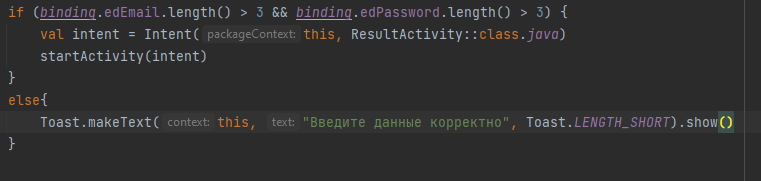 if (binding.edEmail.length() > 3 && binding.edPassword.length() > 3) {
val intent = Intent( packageContext: this, ResultActivity::class.java)
startActivity(intent)
}
else{
Toast.makeText( context: this, text: "Введите данные корректно", Toast.LENGTH_SHORT).show()
}